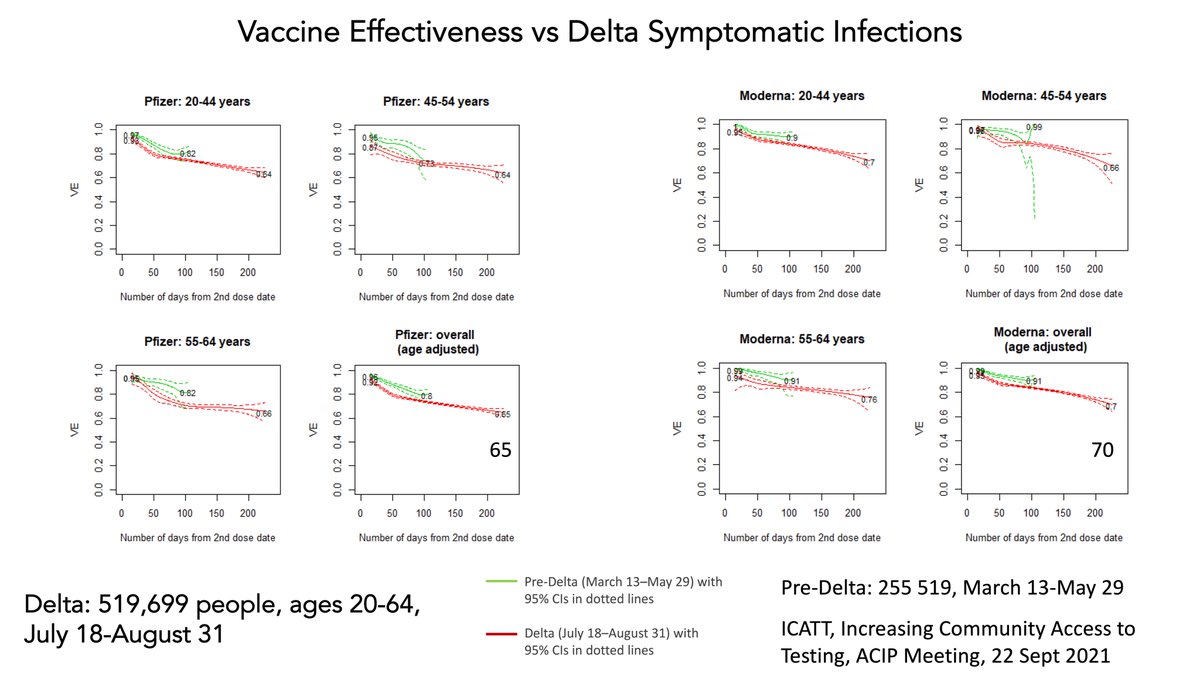 Vaccine Effectiveness vs Delta Symptomatic Infections
Pfizer: 20-44 years
VE
0.0 0.2 0.4 0.6 0.8 1.0
0.97
0.93
0.82
0.64
0 50 100 150 200
Number of days from 2nd dose date
Pfizer: 45-54 years
VE
0.0 0.2 0.4 0.6 0.8 1.0
0.95
0.87
0.73
0.64
0 50 100 150 200
Number of days from 2nd dose date
Moderna: 20-44 years
VE
0.0 0.2 0.4 0.6 0.8 1.0
0.95
0.9
0.7
0 50 100 150 200
Number of days from 2nd dose date
Moderna: 45-54 years
VE
0.0 0.2 0.4 0.6 0.8 1.0
0.99
0.66
0 50 100 150 200
Number of days from 2nd dose date
Pfizer: 55-64 years
VE
0.0 0.2 0.4 0.6 0.8 1.0
0.95
0.82
0.66
0 50 100 150 200
Number of days from 2nd dose date
Pfizer: overall
(age adjusted)
VE
0.0 0.2 0.4 0.6 0.8 1.0
0.96
0.8
0.65
65
0 50 100 150 200
Number of days from 2nd dose date
Moderna: 55-64 years
VE
0.0 0.2 0.4 0.6 0.8 1.0
0.94
0.91
0.76
0 50 100 150 200
Number of days from 2nd dose date
Moderna: overall
(age adjusted)
VE
0.0 0.2 0.4 0.6 0.8 1.0
0.91
0.7
70
0 50 100 150 200
Number of days from 2nd dose date
Delta: 519,699 people, ages 20-64,
July 18-August 31
Pre-Delta (March 13–May 29) with
95% CIs in dotted lines
Delta (July 18–August 31) with
95% CIs in dotted lines
Pre-Delta: 255 519, March 13-May 29
ICATT, Increasing Community Access to
Testing, ACIP Meeting, 22 Sept 2021